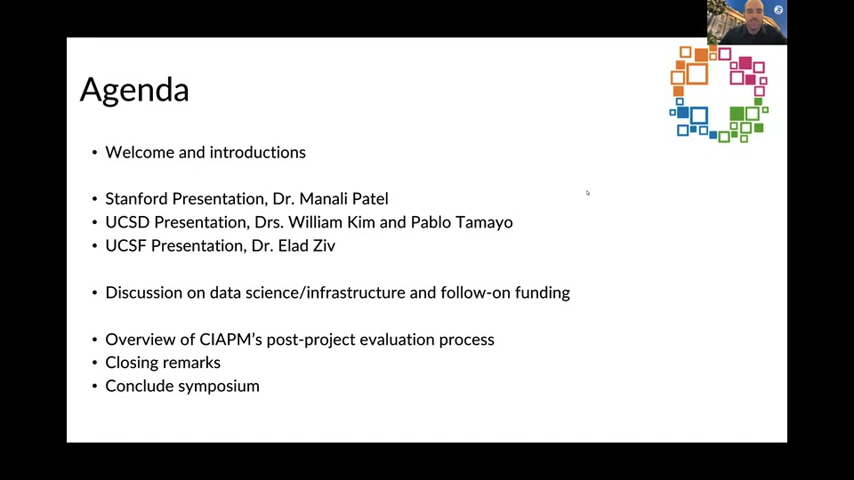 Agenda
• Welcome and introductions
• Stanford Presentation, Dr. Manali Patel
• UCSD Presentation, Drs. William Kim and Pablo Tamayo
• UCSF Presentation, Dr. Elad Ziv
• Discussion on data science/infrastructure and follow-on funding
• Overview of CIAPM's post-project evaluation process
• Closing remarks
• Conclude symposium